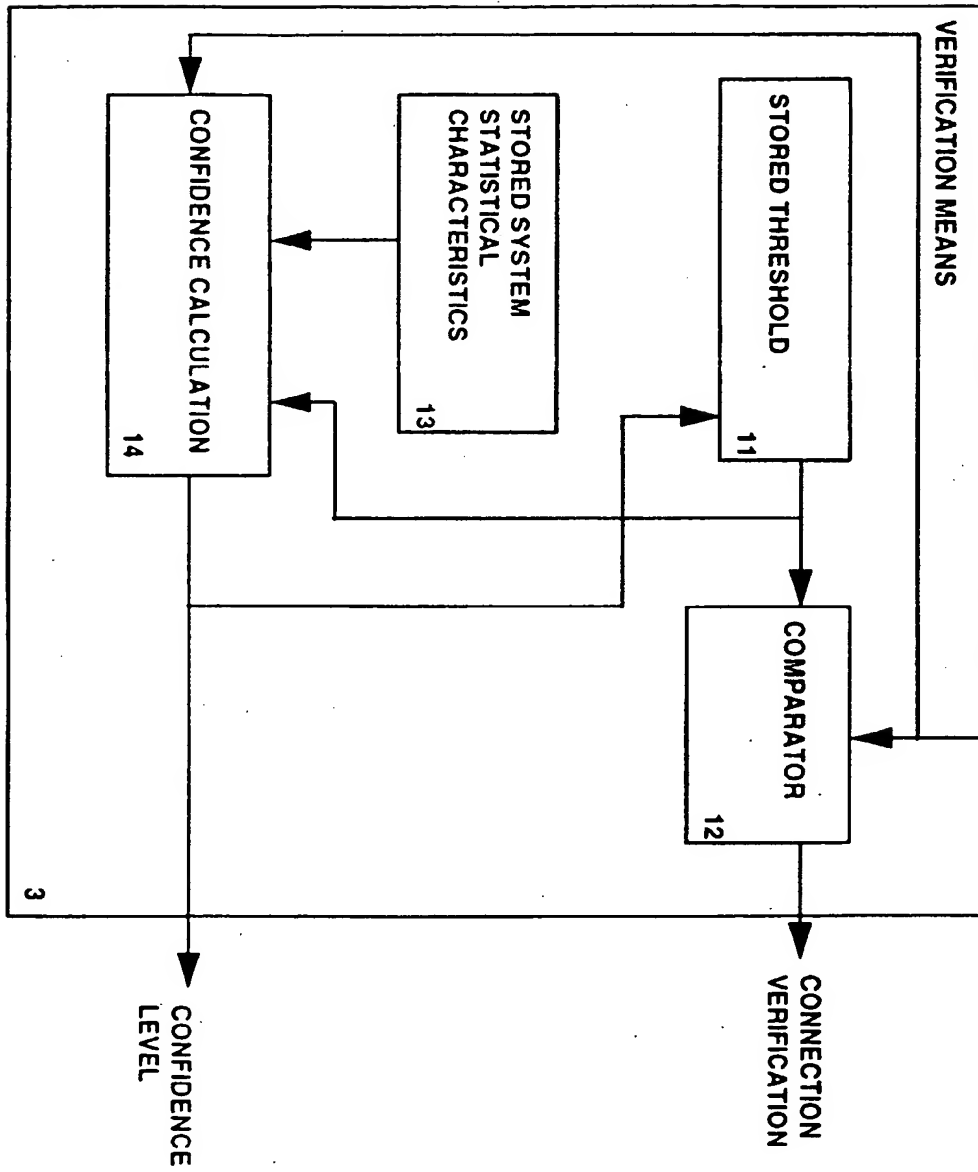 VERIFICATION MEANS
STORED THRESHOLD
11
COMPARATOR
12
CONNECTION
VERIFICATION
STORED SYSTEM
STATISTICAL
CHARACTERISTICS
13
CONFIDENCE CALCULATION
14
CONFIDENCE
LEVEL
3